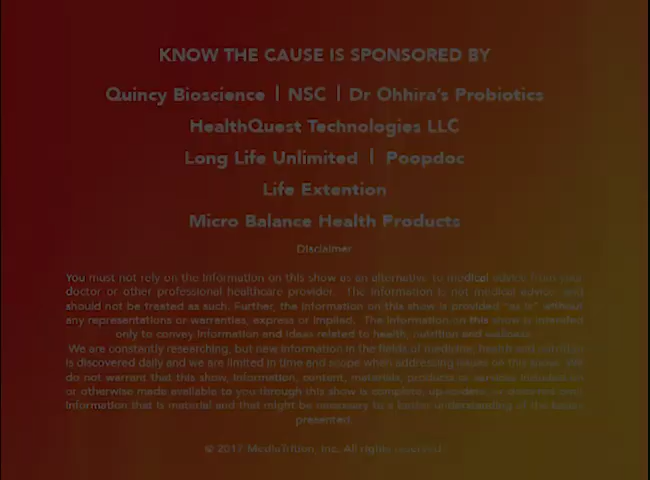 KNOW THE CAUSE IS SPONSORED BY
Quincy Bioscience | NSC | Dr Ohhira's Probiotics
HealthQuest Technologies LLC
Long Life Unlimited | Poopdoc
Life Extention
Micro Balance Health Products
Disclaimer
You must not rely on the information on this show as an alternative to medical advice from your
doctor or other professional healthcare provider. The information is not medical advice and
should not be treated as such. Further, the information on this show is provided "as is" without
any representations or warranties, express or implied. The information on this show is intended
only to convey information and ideas related to health, nutrition and wellness.
We are constantly researching, but new information in the fields of medicine, health and nutrition
is discovered daily and we are limited in time and scope when addressing issues on this show. We
do not warrant that this show, information, content, materials, products or services included on
or otherwise made available to you through this show is complete, up-to-date, or
information that is material and that might be necessary to a further understanding of the
presented.
© 2017 MediaTrition, Inc. All rights reserved